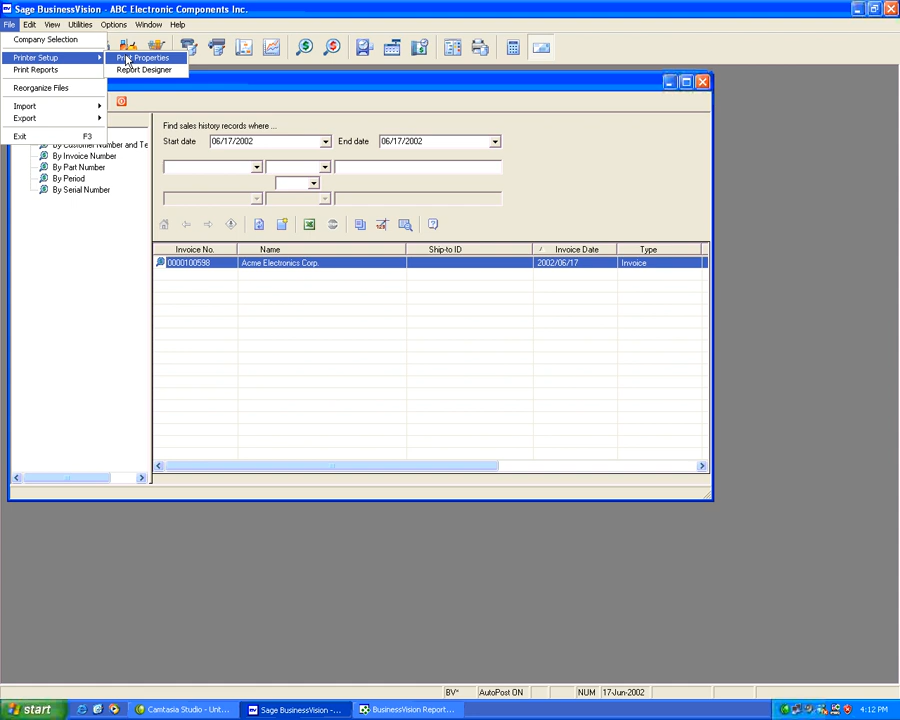 Sage BusinessVision - ABC Electronic Components Inc.
File Edit View Utilities Options Window Help
Company Selection
Printer Setup
Print Properties
Print Reports
Report Designer
Reorganize Files
Import
Export
Exit F3
Find sales history records where ...
Start date 06/17/2002 End date 06/17/2002
By Customer Number and Te
By Invoice Number
By Part Number
By Period
By Serial Number
Invoice No. Name Ship-to ID Invoice Date Type
0000100598 Acme Electronics Corp. 2002/06/17 Invoice
BV* AutoPost ON NUM 17-Jun-2002
start Camtasia Studio - Unt... Sage BusinessVision -... BusinessVision Report... 4:12 PM